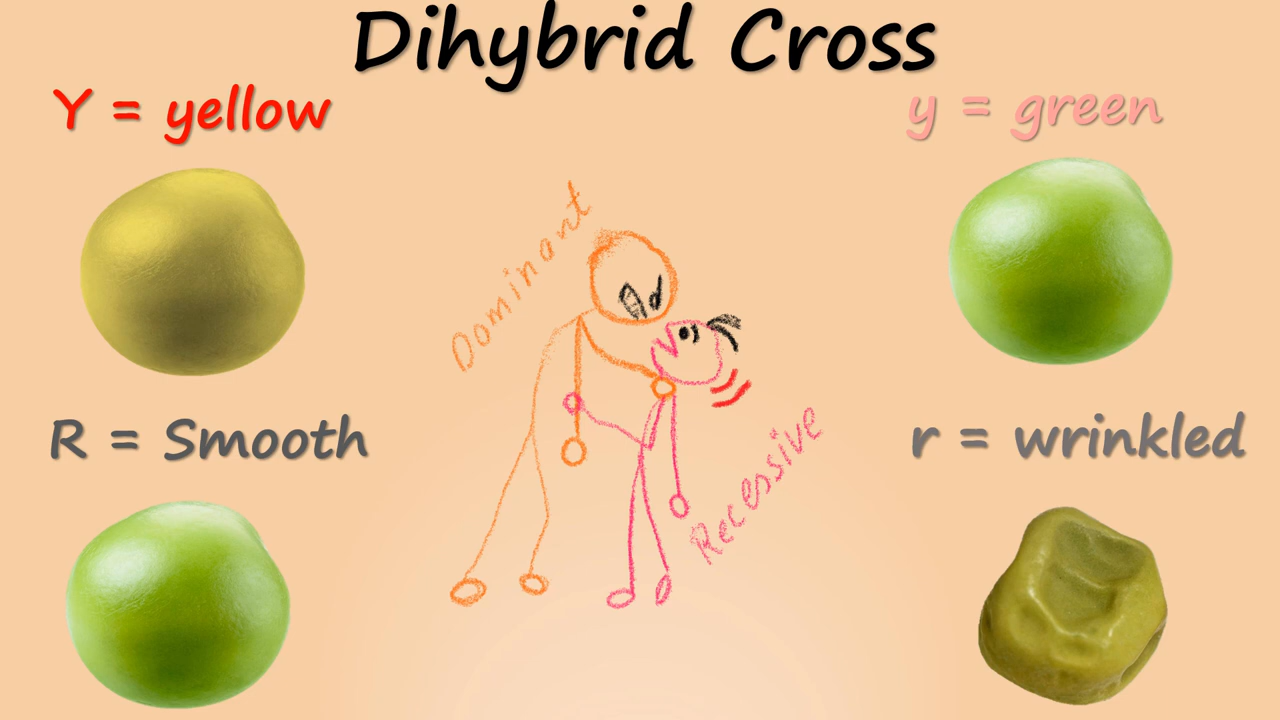 Dihybrid Cross
Y = yellow
y = green
Dominant
R = Smooth
r = wrinkled
Recessive